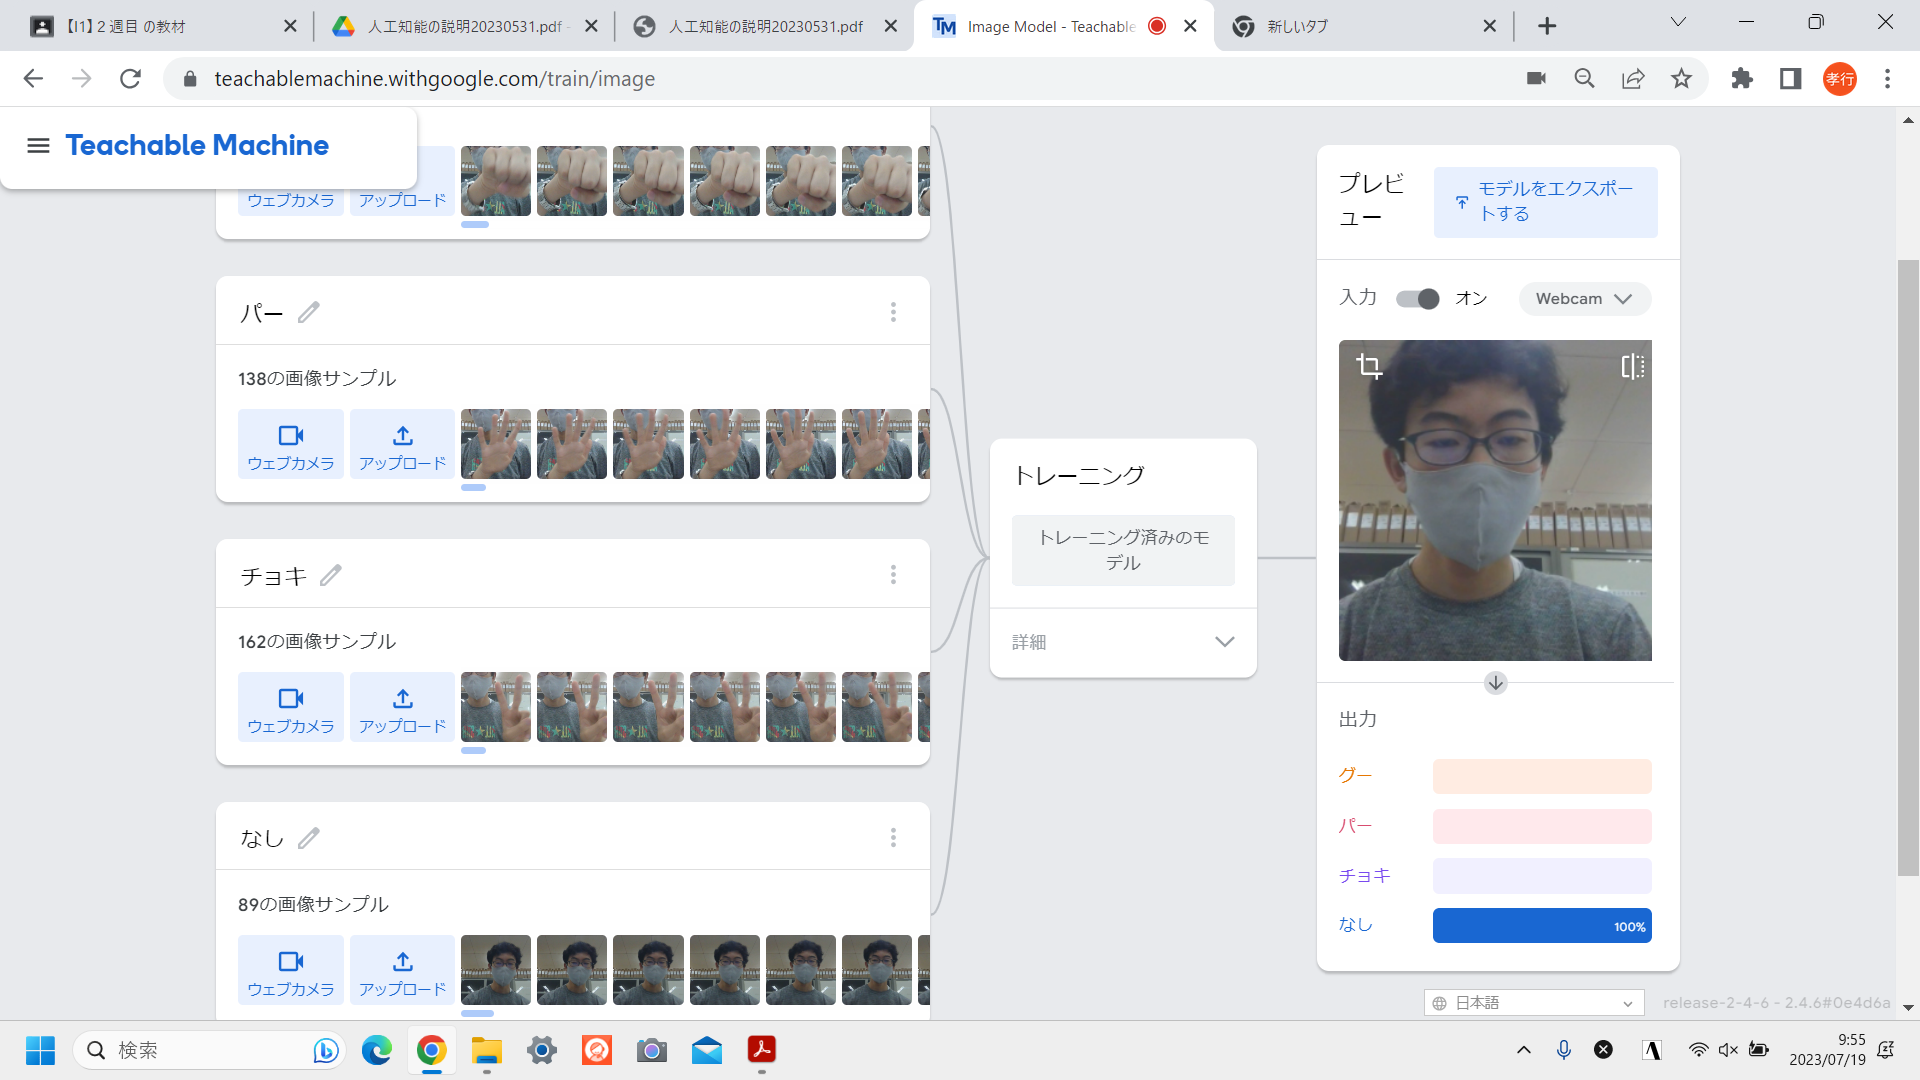 【I1】2 週目 の教材
人工知能の説明20230531.pdf -
人工知能の説明20230531.pdf
Image Model - Teachable
新しいタブ
teachablemachine.withgoogle.com/train/image
孝行
Teachable Machine
ウェブカメラ
アップロード
パー
138の画像サンプル
ウェブカメラ
アップロード
チョキ
162の画像サンプル
ウェブカメラ
アップロード
なし
89の画像サンプル
ウェブカメラ
アップロード
トレーニング
トレーニング済みのモ
デル
詳細
プレビ
ュー
モデルをエクスポー
トする
入力
オン
Webcam
出力
グー
パー
チョキ
なし
100%
日本語
release-2-4-6 - 2.4.6#0e4d6a
検索
9:55
2023/07/19